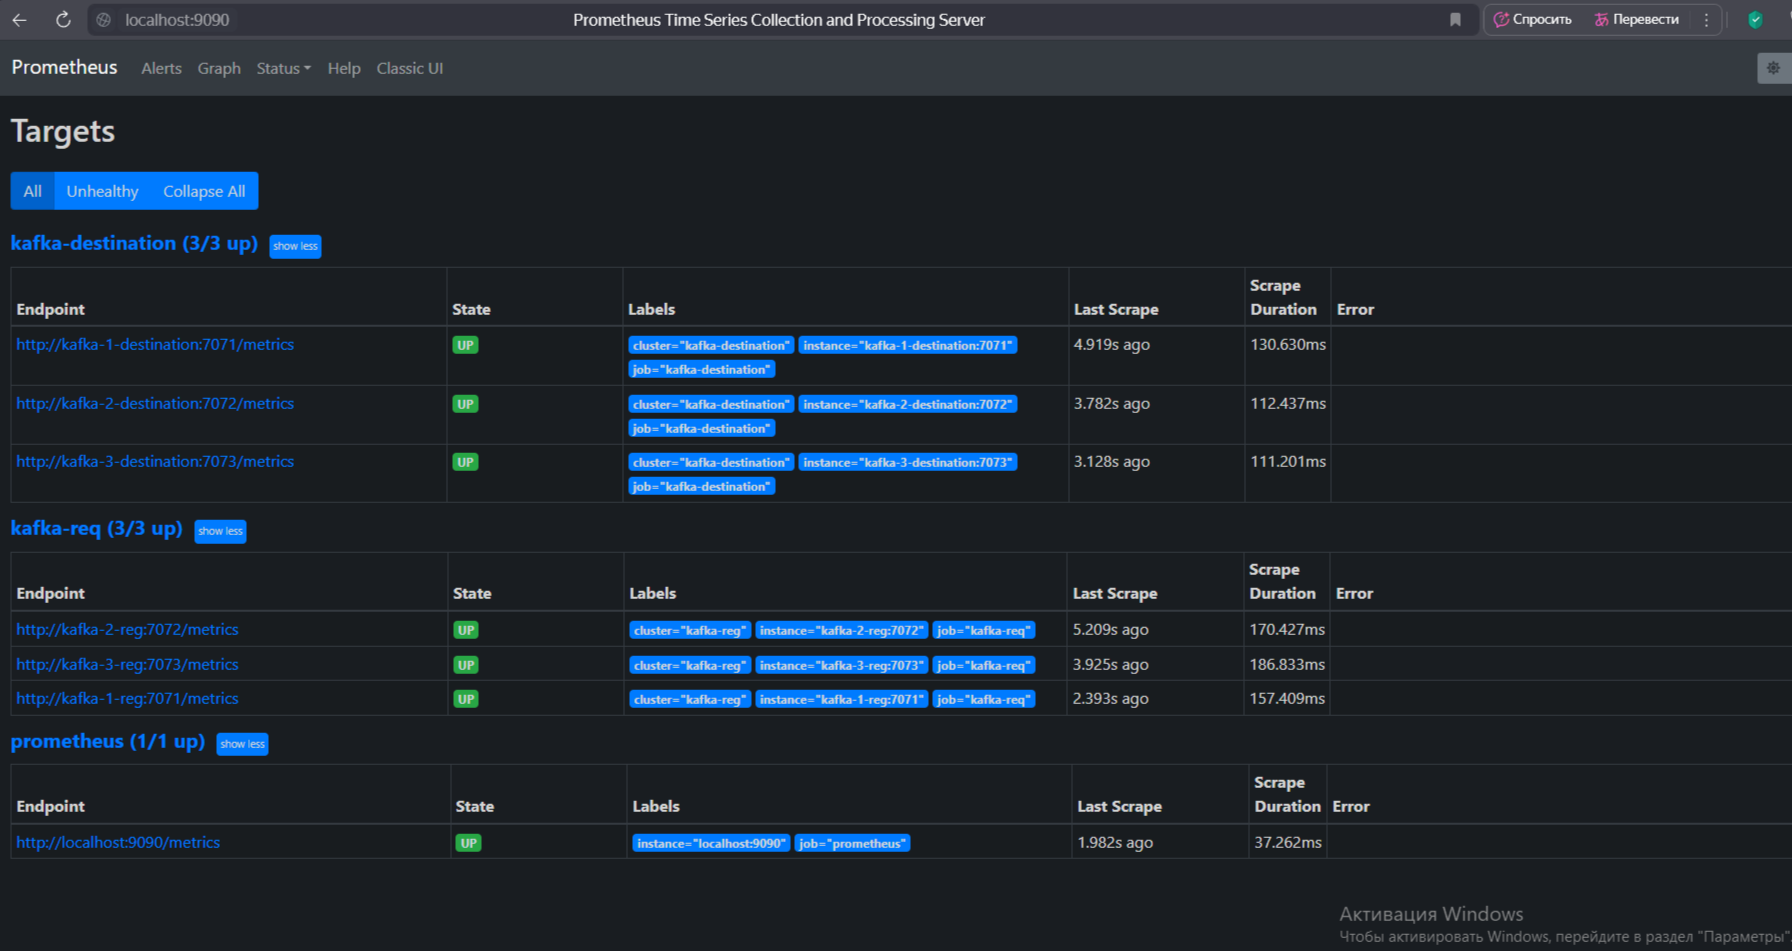 localhost:9090
Prometheus Time Series Collection and Processing Server
Спросить
Перевести
Prometheus Alerts Graph Status Help Classic UI
Targets
All Unhealthy Collapse All
kafka-destination (3/3 up) show less
Endpoint State Labels Last Scrape Scrape Duration Error
http://kafka-1-destination:7071/metrics UP cluster="kafka-destination" instance="kafka-1-destination:7071" 4.919s ago 130.630ms
job="kafka-destination"
http://kafka-2-destination:7072/metrics UP cluster="kafka-destination" instance="kafka-2-destination:7072" 3.782s ago 112.437ms
job="kafka-destination"
http://kafka-3-destination:7073/metrics UP cluster="kafka-destination" instance="kafka-3-destination:7073" 3.128s ago 111.201ms
job="kafka-destination"
kafka-req (3/3 up) show less
Endpoint State Labels Last Scrape Scrape Duration Error
http://kafka-2-reg:7072/metrics UP cluster="kafka-reg" instance="kafka-2-reg:7072" job="kafka-req" 5.209s ago 170.427ms
http://kafka-3-reg:7073/metrics UP cluster="kafka-reg" instance="kafka-3-reg:7073" job="kafka-req" 3.925s ago 186.833ms
http://kafka-1-reg:7071/metrics UP cluster="kafka-reg" instance="kafka-1-reg:7071" job="kafka-req" 2.393s ago 157.409ms
prometheus (1/1 up) show less
Endpoint State Labels Last Scrape Scrape Duration Error
http://localhost:9090/metrics UP instance="localhost:9090" job="prometheus" 1.982s ago 37.262ms
Активация Windows
Чтобы активировать Windows, перейдите в раздел "Параметры".